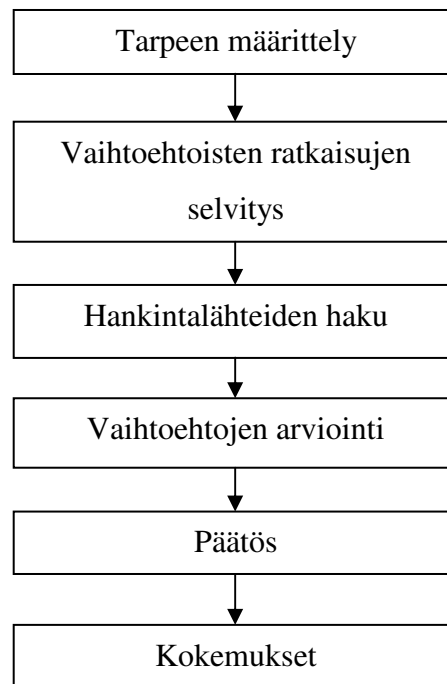 Tarpeen määrittely
Vaihtoehtoisten ratkaisujen
selvitys
Hankintalähteiden haku
Vaihtoehtojen arviointi
Päätös
Kokemukset